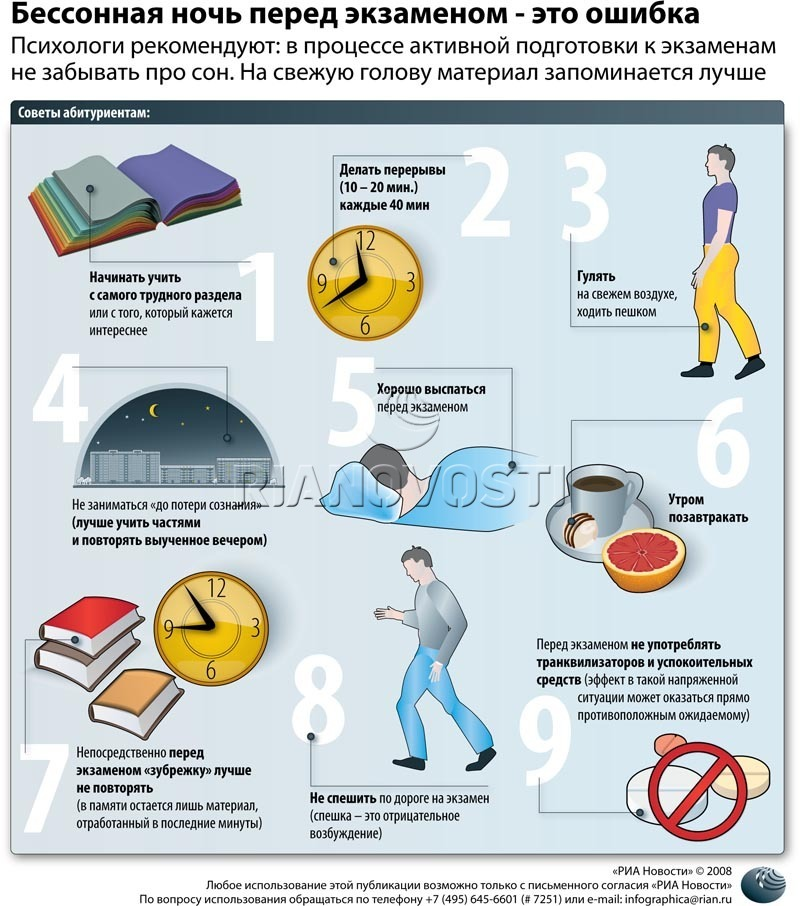 Бессонная ночь перед экзаменом - это ошибка
Психологи рекомендуют: в процессе активной подготовки к экзаменам
не забывать про сон. На свежую голову материал запоминается лучше
Советы абитуриентам:
1
Начинать учить
с самого трудного раздела
или с того, который кажется
интереснее
2
Делать перерывы
(10 – 20 мин.)
каждые 40 мин
12
9 3
6
3
Гулять
на свежем воздухе,
ходить пешком
4
Не заниматься «до потери сознания»
(лучше учить частями
и повторять выученное вечером)
5
Хорошо выспаться
перед экзаменом
RIANOVOSTI
6
Утром
позавтракать
12
9 3
6
7
Непосредственно перед
экзаменом «зубрежку» лучше
не повторять
(в памяти остается лишь материал,
отработанный в последние минуты)
8
Не спешить по дороге на экзамен
(спешка – это отрицательное
возбуждение)
Перед экзаменом не употреблять
транквилизаторов и успокоительных
средств (эффект в такой напряженной
ситуации может оказаться прямо
противоположным ожидаемому)
9
«РИА Новости» © 2008
Любое использование этой публикации возможно только с письменного согласия «РИА Новости»
По вопросу использования обращаться по телефону +7 (495) 645-6601 (# 7251) или e-mail: infographica@rian.ru